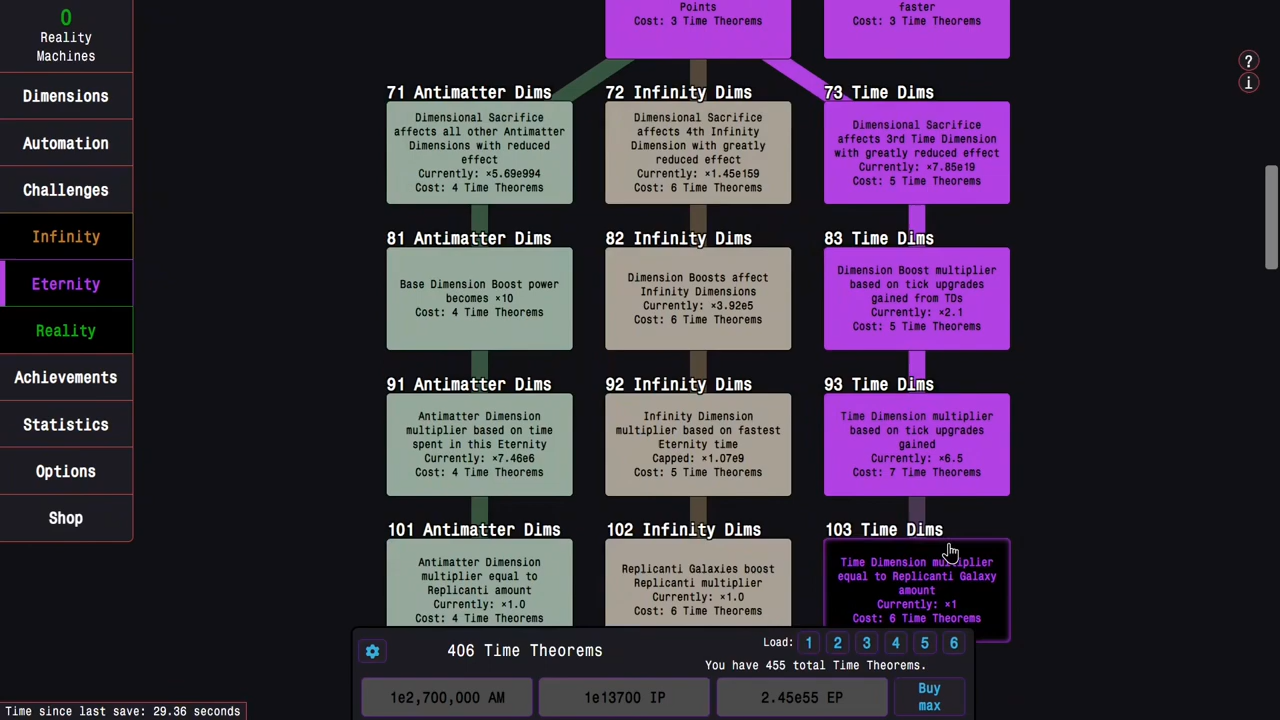 0
Reality
Machines
Dimensions
Automation
Challenges
Infinity
Eternity
Reality
Achievements
Statistics
Options
Shop
Time since last save: 29.36 seconds
Points
Cost: 3 Time Theorems
faster
Cost: 3 Time Theorems
?
i
71 Antimatter Dims
Dimensional Sacrifice
affects all other Antimatter
Dimensions with reduced
effect
Currently: ×5.69e994
Cost: 4 Time Theorems
72 Infinity Dims
Dimensional Sacrifice
affects 4th Infinity
Dimension with greatly
reduced effect
Currently: ×1.45e159
Cost: 6 Time Theorems
73 Time Dims
Dimensional Sacrifice
affects 3rd Time Dimension
with greatly reduced effect
Currently: ×7.85e19
Cost: 5 Time Theorems
81 Antimatter Dims
Base Dimension Boost power
becomes ×10
Cost: 4 Time Theorems
82 Infinity Dims
Dimension Boosts affect
Infinity Dimensions
Currently: ×3.92e5
Cost: 6 Time Theorems
83 Time Dims
Dimension Boost multiplier
based on tick upgrades
gained from TDs
Currently: ×2.1
Cost: 5 Time Theorems
91 Antimatter Dims
Antimatter Dimension
multiplier based on time
spent in this Eternity
Currently: ×7.46e6
Cost: 4 Time Theorems
92 Infinity Dims
Infinity Dimension
multiplier based on fastest
Eternity time
Capped: ×1.07e9
Cost: 5 Time Theorems
93 Time Dims
Time Dimension multiplier
based on tick upgrades
gained
Currently: ×6.5
Cost: 7 Time Theorems
101 Antimatter Dims
Antimatter Dimension
multiplier equal to
Replicanti amount
Currently: ×1.0
Cost: 4 Time Theorems
102 Infinity Dims
Replicanti Galaxies boost
Replicanti multiplier
Currently: ×1.0
Cost: 6 Time Theorems
103 Time Dims
Time Dimension multiplier
equal to Replicanti Galaxy
amount
Currently: ×1
Cost: 6 Time Theorems
406 Time Theorems
Load: 1 2 3 4 5 6
You have 455 total Time Theorems.
1e2,700,000 AM
1e13700 IP
2.45e55 EP
Buy
max